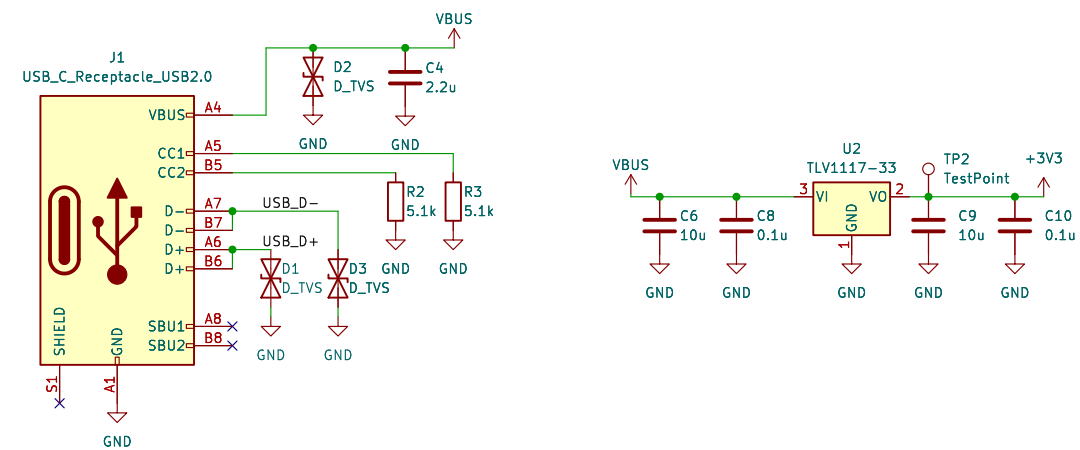 VBUS
J1
USB_C_Receptacle_USB2.0
D2
D_TVS
C4
2.2u
VBUS
A4
GND
GND
CC1
A5
CC2
B5
R2
5.1k
R3
5.1k
D-
A7
USB_D-
D-
B7
D+
A6
USB_D+
D+
B6
GND
GND
D1
D_TVS
D3
D_TVS
SBU1
A8
SBU2
B8
SHIELD
GND
GND
GND
S1
A1
GND
VBUS
U2
TLV1117-33
TP2
TestPoint
+3V3
3
VI
VO
2
GND
1
C6
10u
C8
0.1u
C9
10u
C10
0.1u
GND
GND
GND
GND
GND